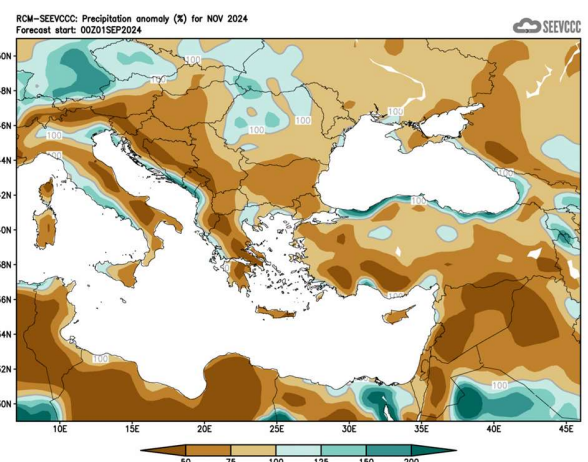 RCM-SEEVCCC: Precipitation anomaly (%) for NOV 2024
Forecast start: 00Z01SEP2024
SEEVCCC
50N
100
100
48N
100
100
100
46N
100
100
44N
100
42N
100
40N
38N
100
36N
34N
100
32N
100
30N
10E 15E 20E 25E 30E 35E 40E 45E
50 75 100 125 150 200